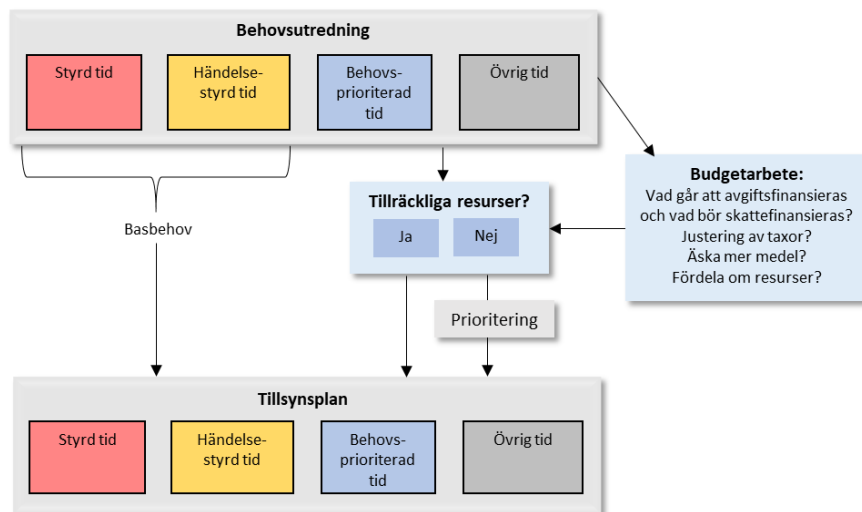 Behovsutredning
Styrd tid
Händelse-
styrd tid
Behovs-
prioriterad
tid
Övrig tid
Basbehov
Tillräckliga resurser?
Ja
Nej
Budgetarbete:
Vad går att avgiftsfinansieras
och vad bör skattefinansieras?
Justering av taxor?
Äska mer medel?
Fördela om resurser?
Prioritering
Tillsynsplan
Styrd tid
Händelse-
styrd tid
Behovs-
prioriterad
tid
Övrig tid